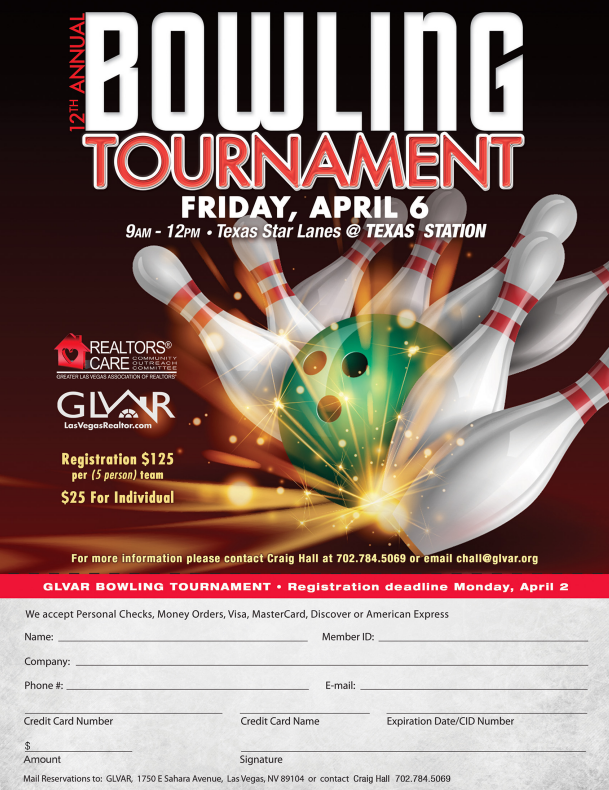 12TH ANNUAL
BOWLING
TOURNAMENT
FRIDAY, APRIL 6
9AM - 12PM • Texas Star Lanes @ TEXAS STATION
REALTORS®
CARE COMMUNITY OUTREACH COMMITTEE
GREATER LAS VEGAS ASSOCIATION OF REALTORS®
GLVAR
LasVegasRealtor.com
Registration $125
per (5 person) team
$25 For Individual
For more information please contact Craig Hall at 702.784.5069 or email chall@glvar.org
GLVAR BOWLING TOURNAMENT • Registration deadline Monday, April 2
We accept Personal Checks, Money Orders, Visa, MasterCard, Discover or American Express
Name: Member ID:
Company:
Phone #: E-mail:
Credit Card Number Credit Card Name Expiration Date/CID Number
$
Amount Signature
Mail Reservations to: GLVAR, 1750 E Sahara Avenue, Las Vegas, NV 89104 or contact Craig Hall 702.784.5069